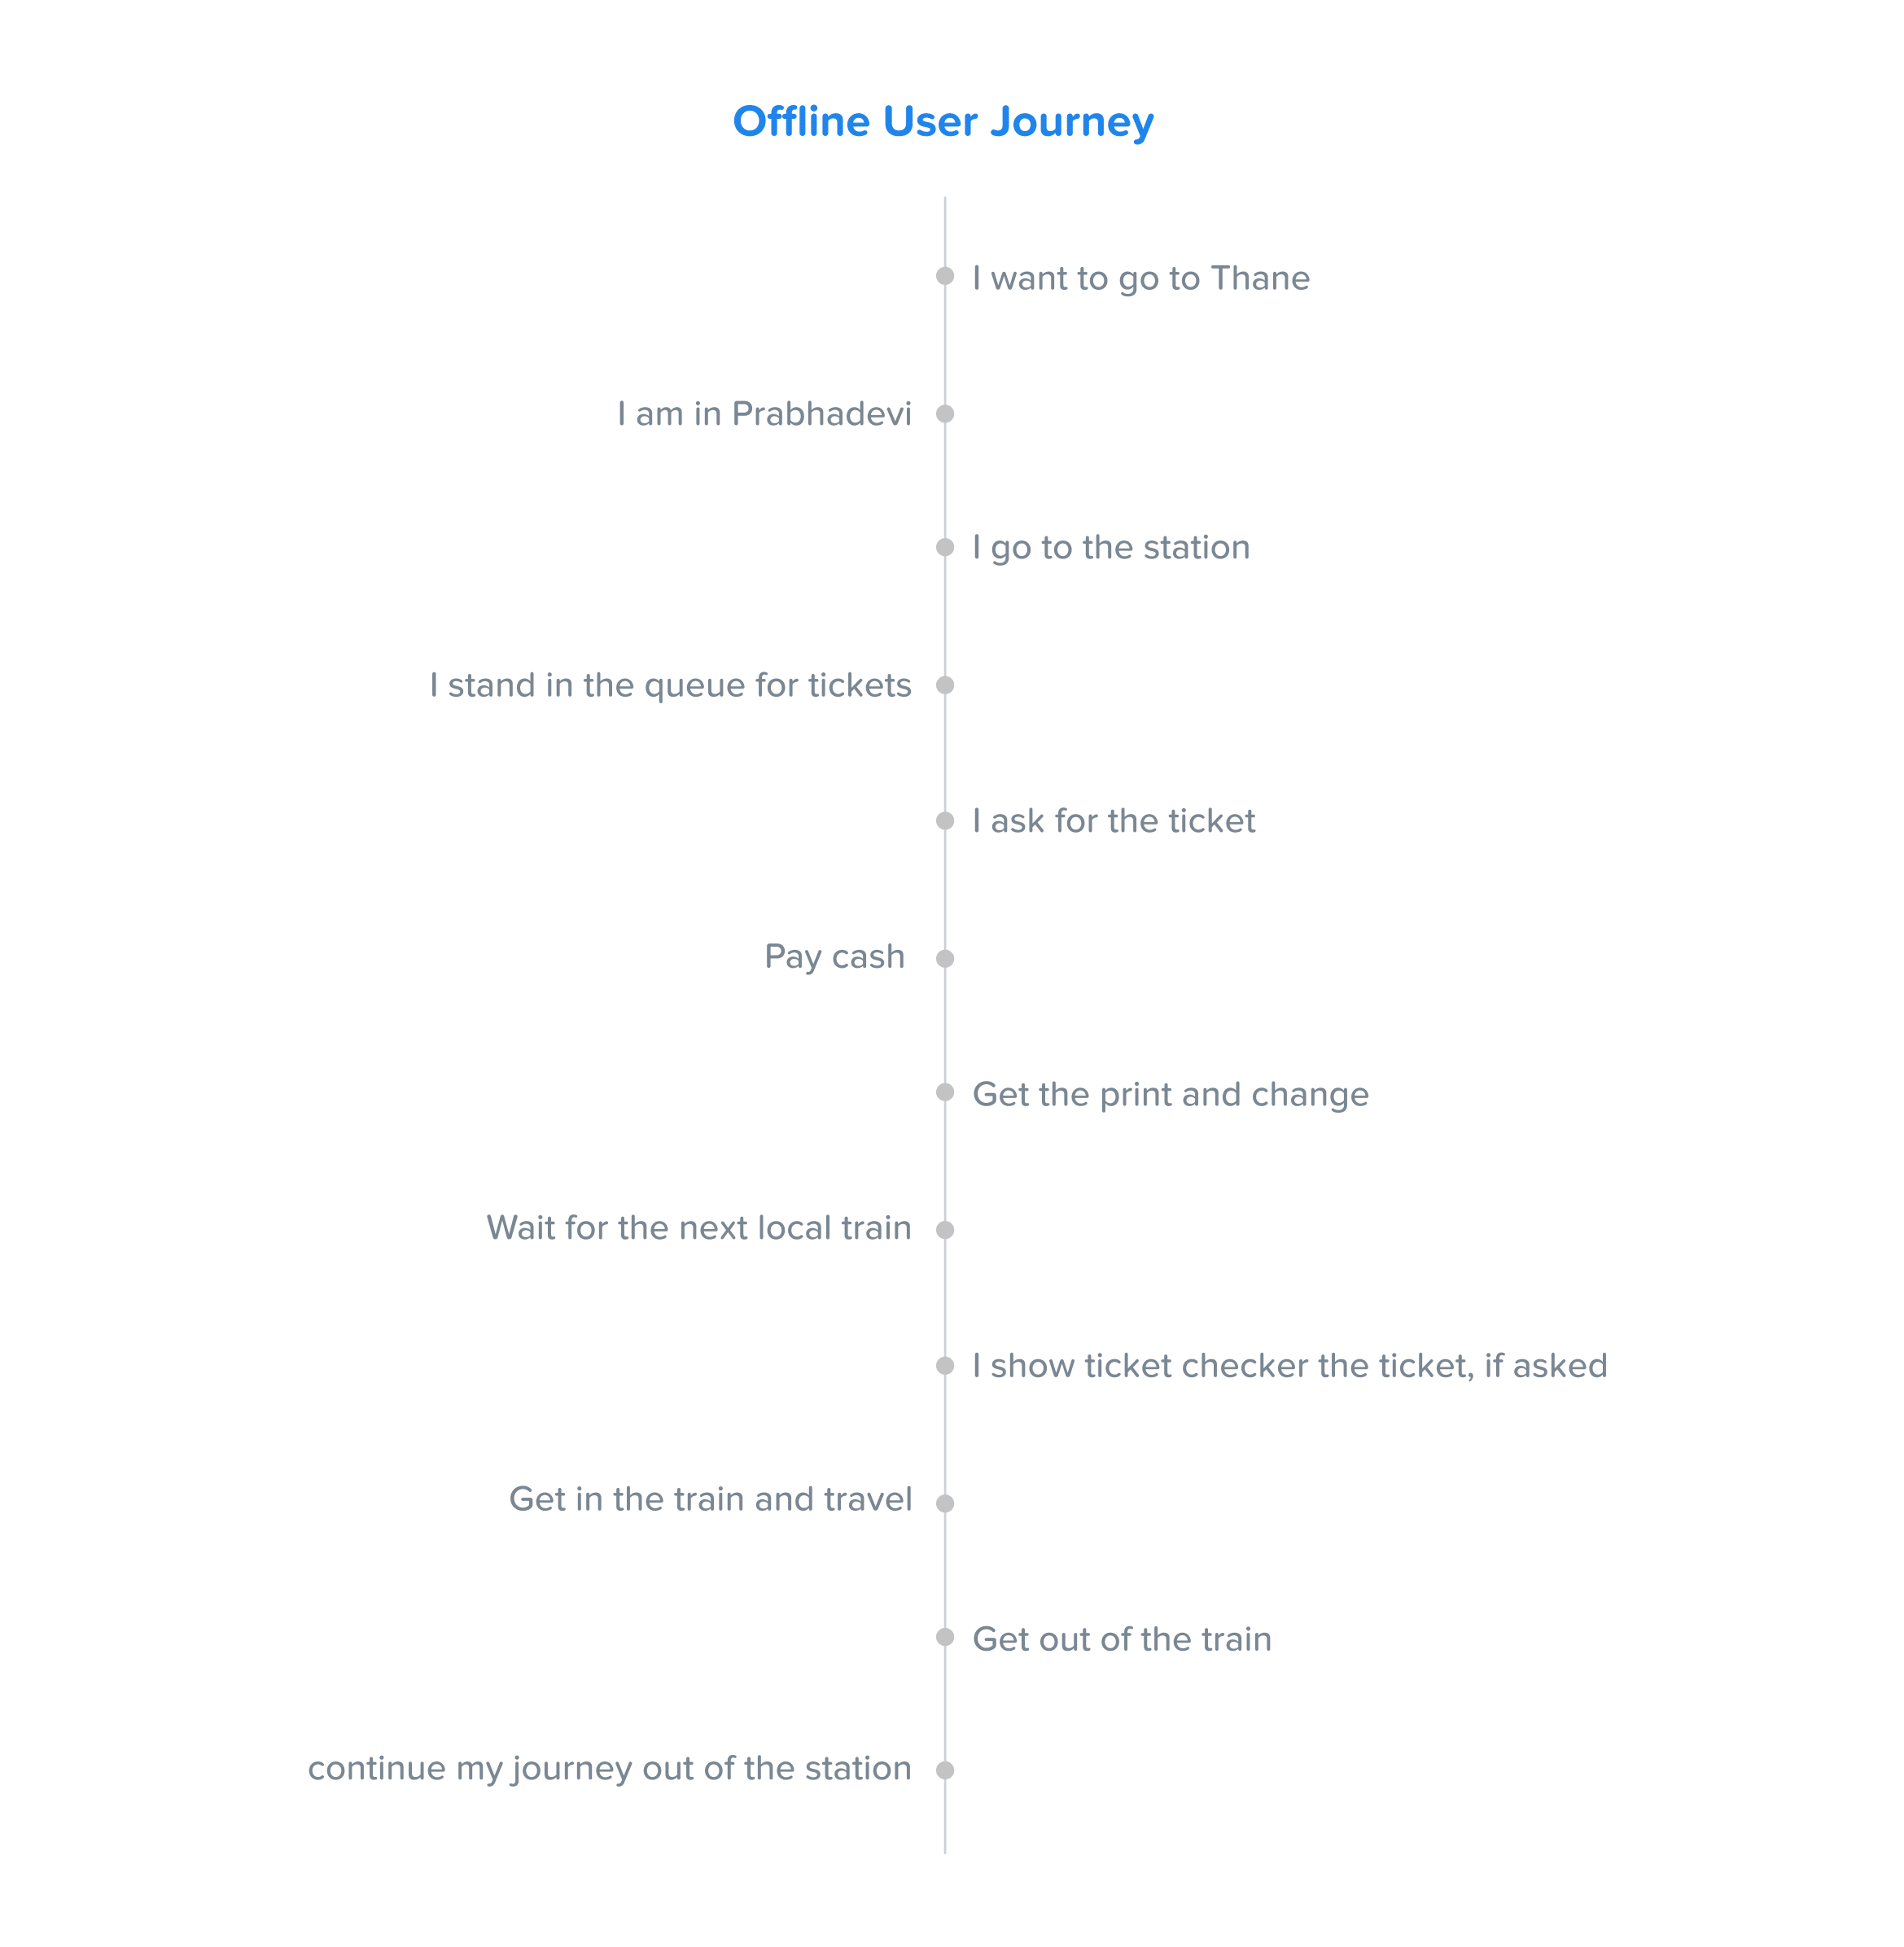 Offline User Journey
I want to go to Thane
I am in Prabhadevi
I go to the station
I stand in the queue for tickets
I ask for the ticket
Pay cash
Get the print and change
Wait for the next local train
I show ticket checker the ticket, if asked
Get in the train and travel
Get out of the train
continue my journey out of the station